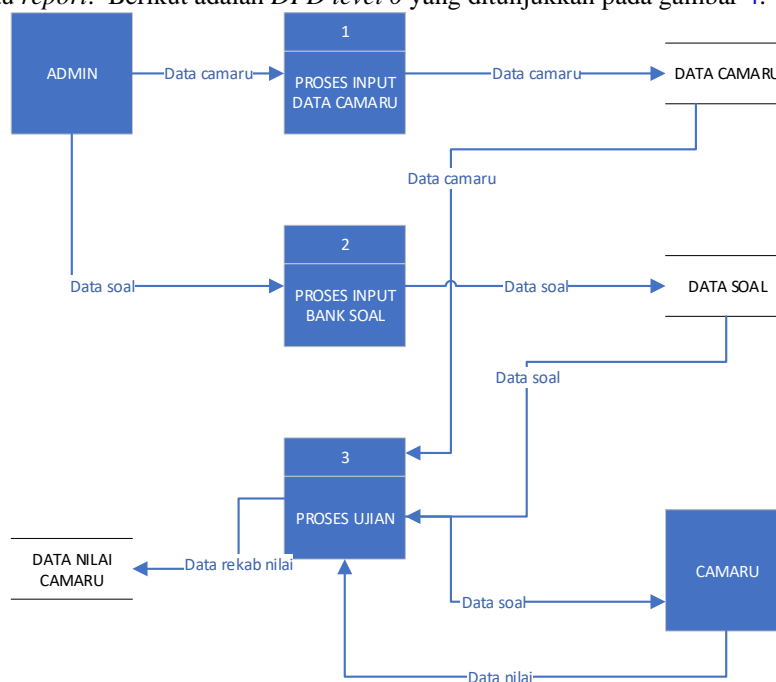 report. Berikut adalah DFD level 0 yang ditunjukkan pada gambar 4.
1
ADMIN
Data camaru
PROSES INPUT
DATA CAMARU
Data camaru
DATA CAMARU
Data camaru
2
Data soal
PROSES INPUT
BANK SOAL
Data soal
DATA SOAL
Data soal
3
PROSES UJIAN
DATA NILAI
CAMARU
Data rekab nilai
CAMARU
Data soal
Data nilai